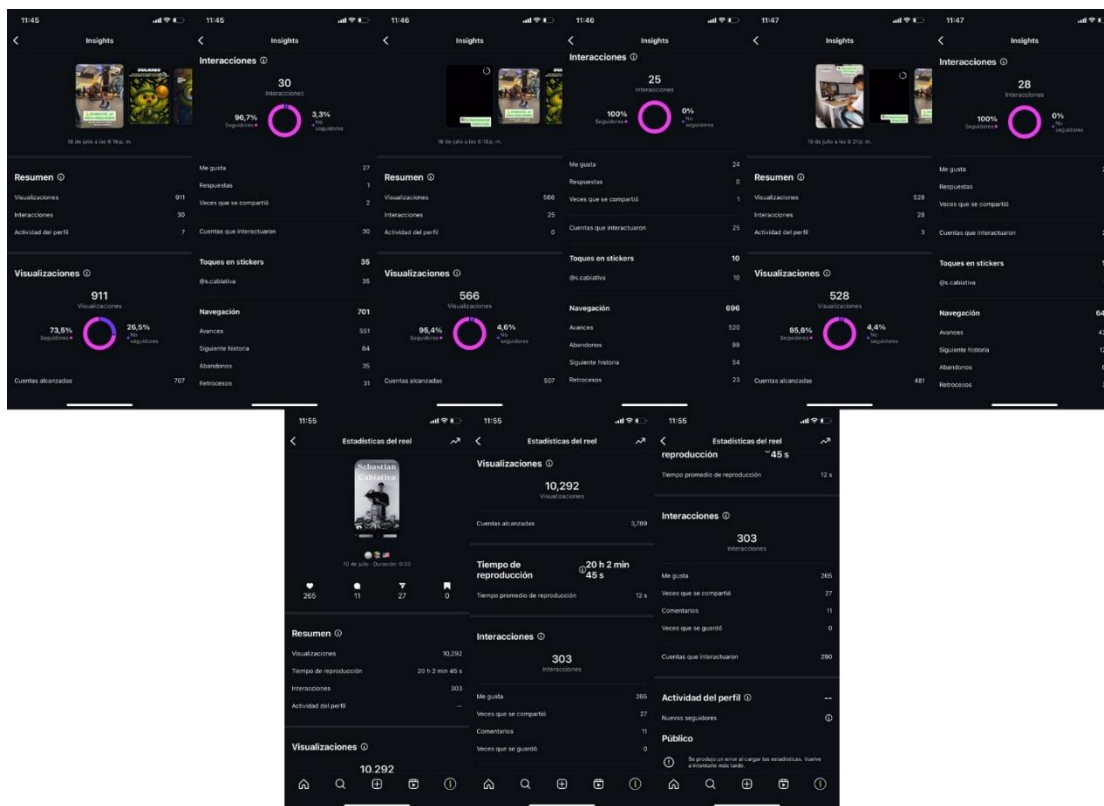 11:45
Insights
18 de julio a las 8:18 p. m.
Resumen
Visualizaciones 911
Interacciones 30
Actividad del perfil 7
Visualizaciones
911
Visualizaciones
73,5% Seguidores
26,5% No seguidores
Cuentas alcanzadas 707
11:45
Insights
Interacciones
30
Interacciones
96,7% Seguidores
3,3% No seguidores
Me gusta 27
Respuestas 1
Veces que se compartió 2
Cuentas que interactuaron 30
Toques en stickers 35
@s.cabiativa 35
Navegación 701
Avances 551
Siguiente historia 84
Abandonos 35
Retrocesos 31
11:46
Insights
Resumen
Visualizaciones 566
Interacciones 25
Actividad del perfil 0
Visualizaciones
566
Visualizaciones
95,4% Seguidores
4,6% No seguidores
Cuentas alcanzadas 507
11:46
Insights
Interacciones
25
Interacciones
100% Seguidores
0% No seguidores
Me gusta 24
Respuestas 0
Veces que se compartió 1
Cuentas que interactuaron 25
Toques en stickers 10
@s.cabiativa 10
Navegación 696
Avances 520
Abandonos 99
Siguiente historia 54
Retrocesos 23
11:47
Insights
18 de julio a las 8:21 p. m.
Resumen
Visualizaciones 528
Interacciones 28
Actividad del perfil 3
Visualizaciones
528
Visualizaciones
95,6% Seguidores
4,4% No seguidores
Cuentas alcanzadas 481
11:47
Insights
Interacciones
28
Interacciones
100% Seguidores
0% No seguidores
Me gusta
Respuestas
Veces que se compartió
Cuentas que interactuaron
Toques en stickers
@s.cabiativa
Navegación 64
Avances
Siguiente historia
Abandonos
Retrocesos
11:55
Estadísticas del reel
Sebastian
Cabiativa
10 de julio · Duración: 0:33
265 11 27 0
Resumen
Visualizaciones 10,292
Tiempo de reproducción 20 h 2 min 45 s
Interacciones 303
Actividad del perfil --
Visualizaciones
10,292
11:55
Estadísticas del reel
Visualizaciones
10,292
Visualizaciones
Cuentas alcanzadas 3,789
Tiempo de reproducción 20 h 2 min 45 s
Tiempo promedio de reproducción 12 s
Interacciones
303
Interacciones
Me gusta 265
Veces que se compartió 27
Comentarios 11
Veces que se guardó 0
11:55
Estadísticas del reel
reproducción 45 s
Tiempo promedio de reproducción 12 s
Interacciones
303
Interacciones
Me gusta 265
Veces que se compartió 27
Comentarios 11
Veces que se guardó 0
Cuentas que interactuaron 290
Actividad del perfil --
Nuevos seguidores
Público
Se produjo un error al cargar las estadísticas. Vuelve
a intentarlo más tarde.